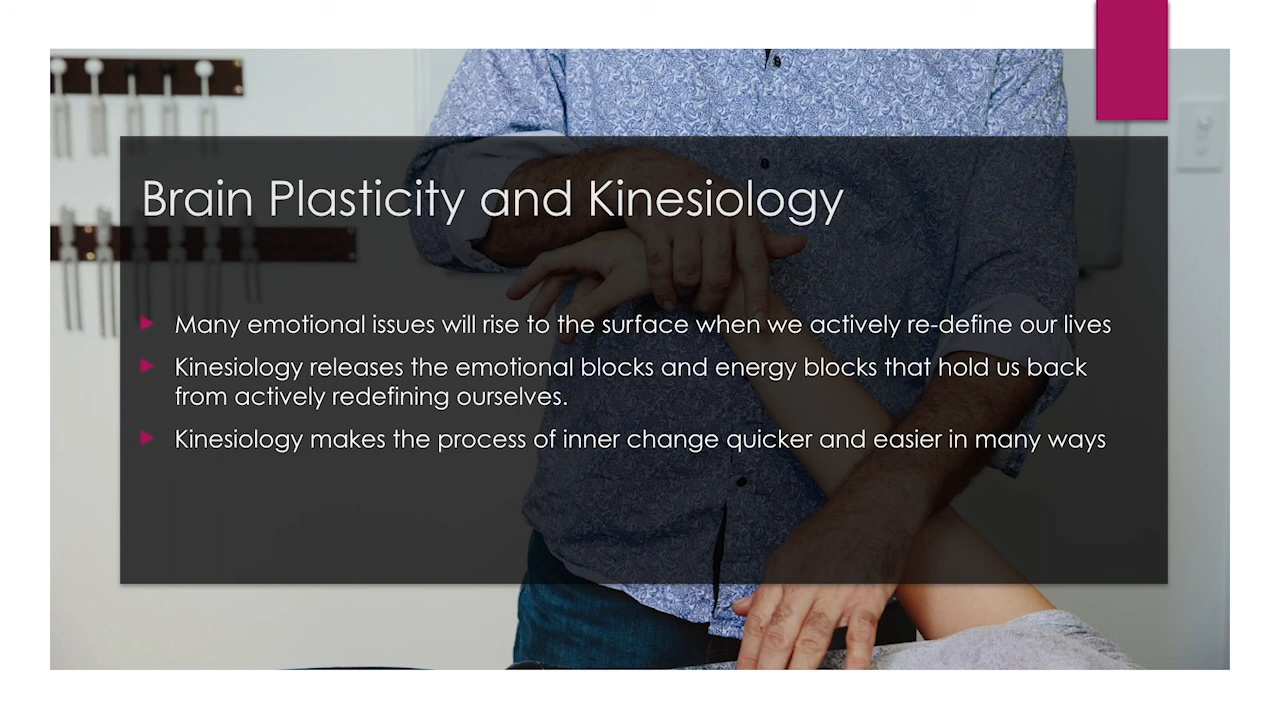 Brain Plasticity and Kinesiology
Many emotional issues will rise to the surface when we actively re-define our lives
Kinesiology releases the emotional blocks and energy blocks that hold us back
from actively redefining ourselves.
Kinesiology makes the process of inner change quicker and easier in many ways